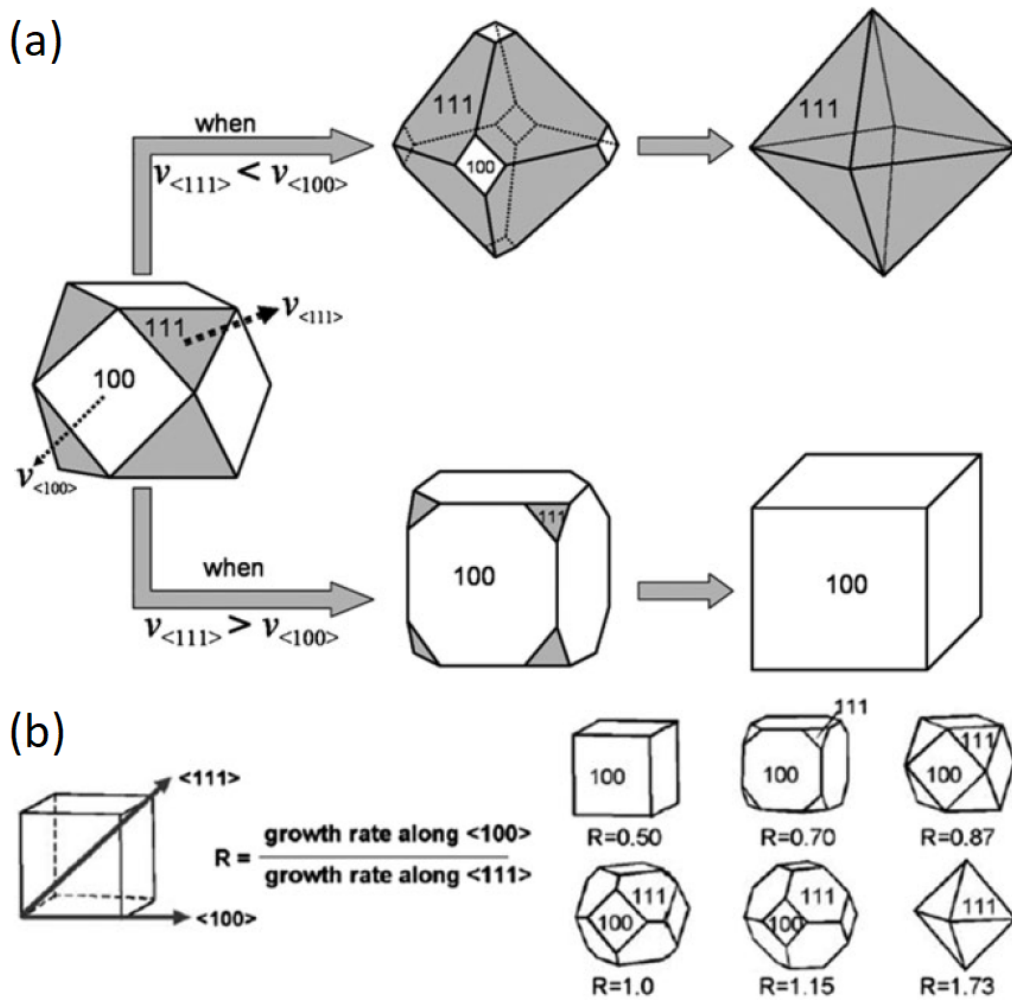 (a)
111
when
v<111> < v<100>
100
111
111
v<111>
100
v<100>
when
v<111> > v<100>
111
100
100
(b)
<111>
<100>
R =
growth rate along <100>
growth rate along <111>
100
R=0.50
111
100
R=0.70
111
100
R=0.87
111
100
R=1.0
111
100
R=1.15
111
R=1.73